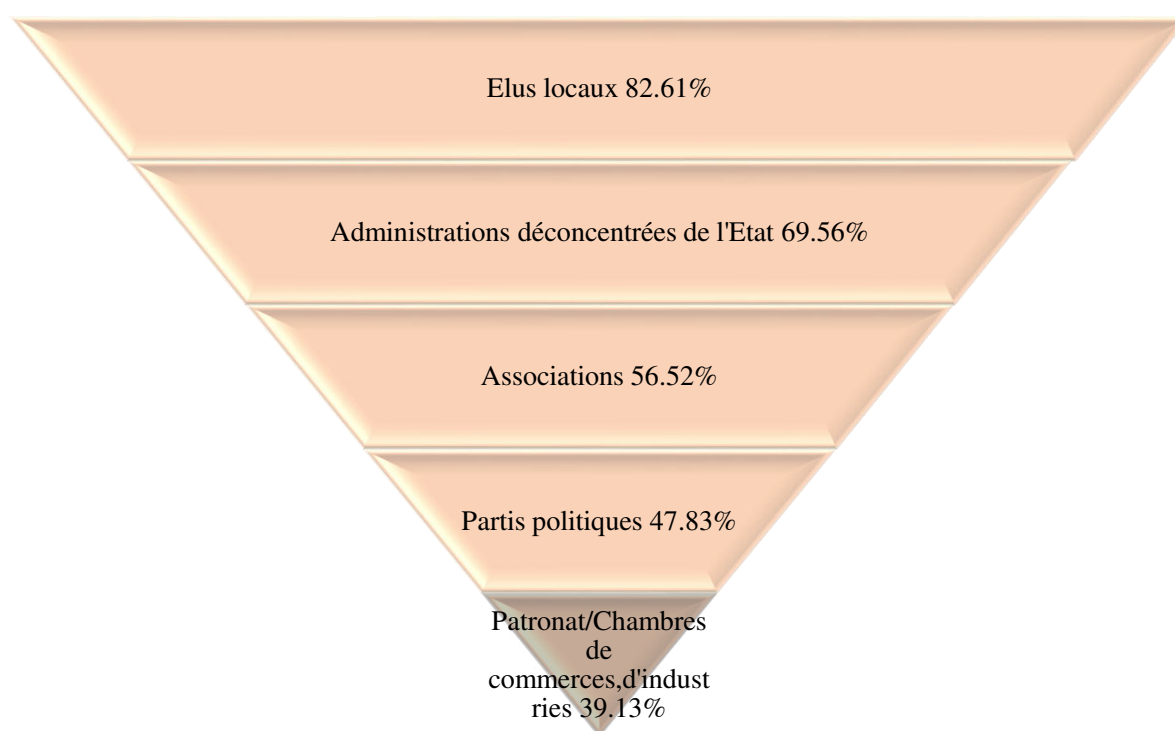 Elus locaux 82.61%
Administrations déconcentrées de l'Etat 69.56%
Associations 56.52%
Partis politiques 47.83%
Patronat/Chambres
de
commerces,d'indust
ries 39.13%